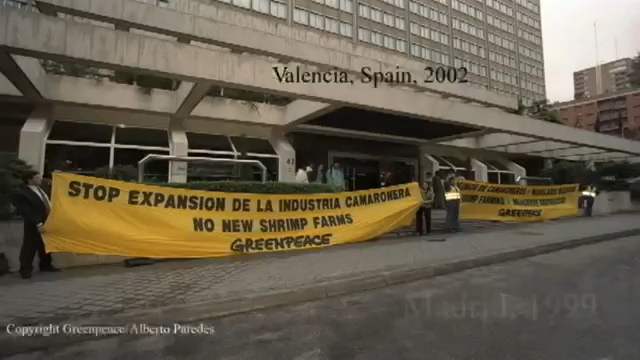 Valencia, Spain, 2002
STOP EXPANSION DE LA INDUSTRIA CAMARONERA
NO NEW SHRIMP FARMS
GREENPEACE
GREENPEACE
Madrid, 1999
Copyright Greenpeace/Alberto Paredes